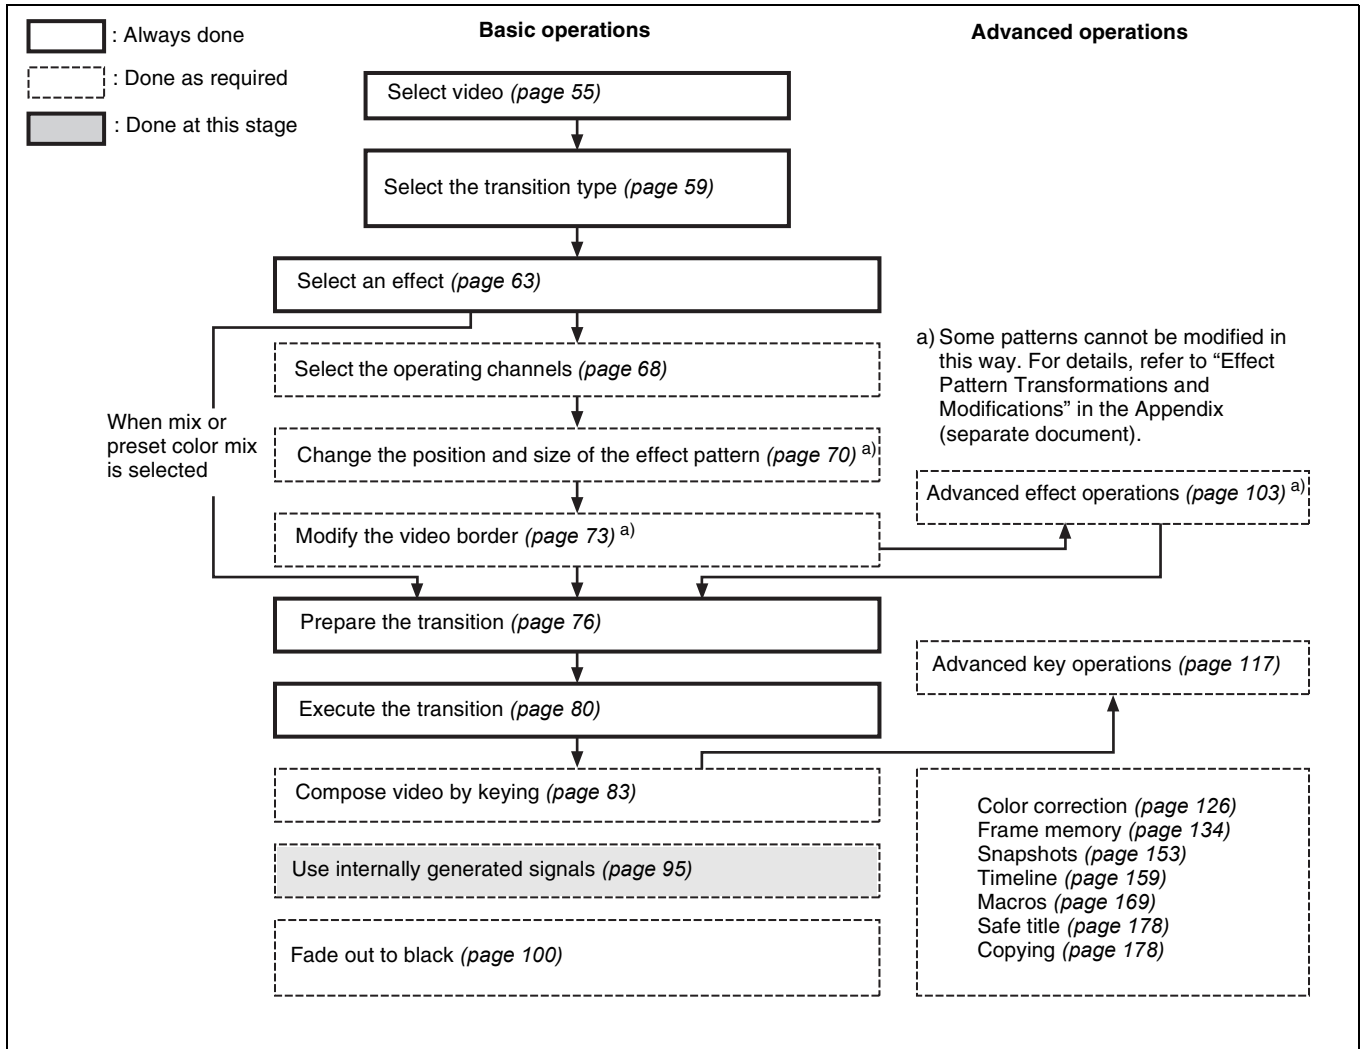 Basic operations
Advanced operations
: Always done
: Done as required
: Done at this stage
Select video (page 55)
Select the transition type (page 59)
Select an effect (page 63)
Select the operating channels (page 68)
Change the position and size of the effect pattern (page 70) a)
Modify the video border (page 73) a)
When mix or
preset color mix
is selected
a) Some patterns cannot be modified in
this way. For details, refer to “Effect
Pattern Transformations and
Modifications” in the Appendix
(separate document).
Advanced effect operations (page 103) a)
Prepare the transition (page 76)
Execute the transition (page 80)
Advanced key operations (page 117)
Compose video by keying (page 83)
Use internally generated signals (page 95)
Fade out to black (page 100)
Color correction (page 126)
Frame memory (page 134)
Snapshots (page 153)
Timeline (page 159)
Macros (page 169)
Safe title (page 178)
Copying (page 178)